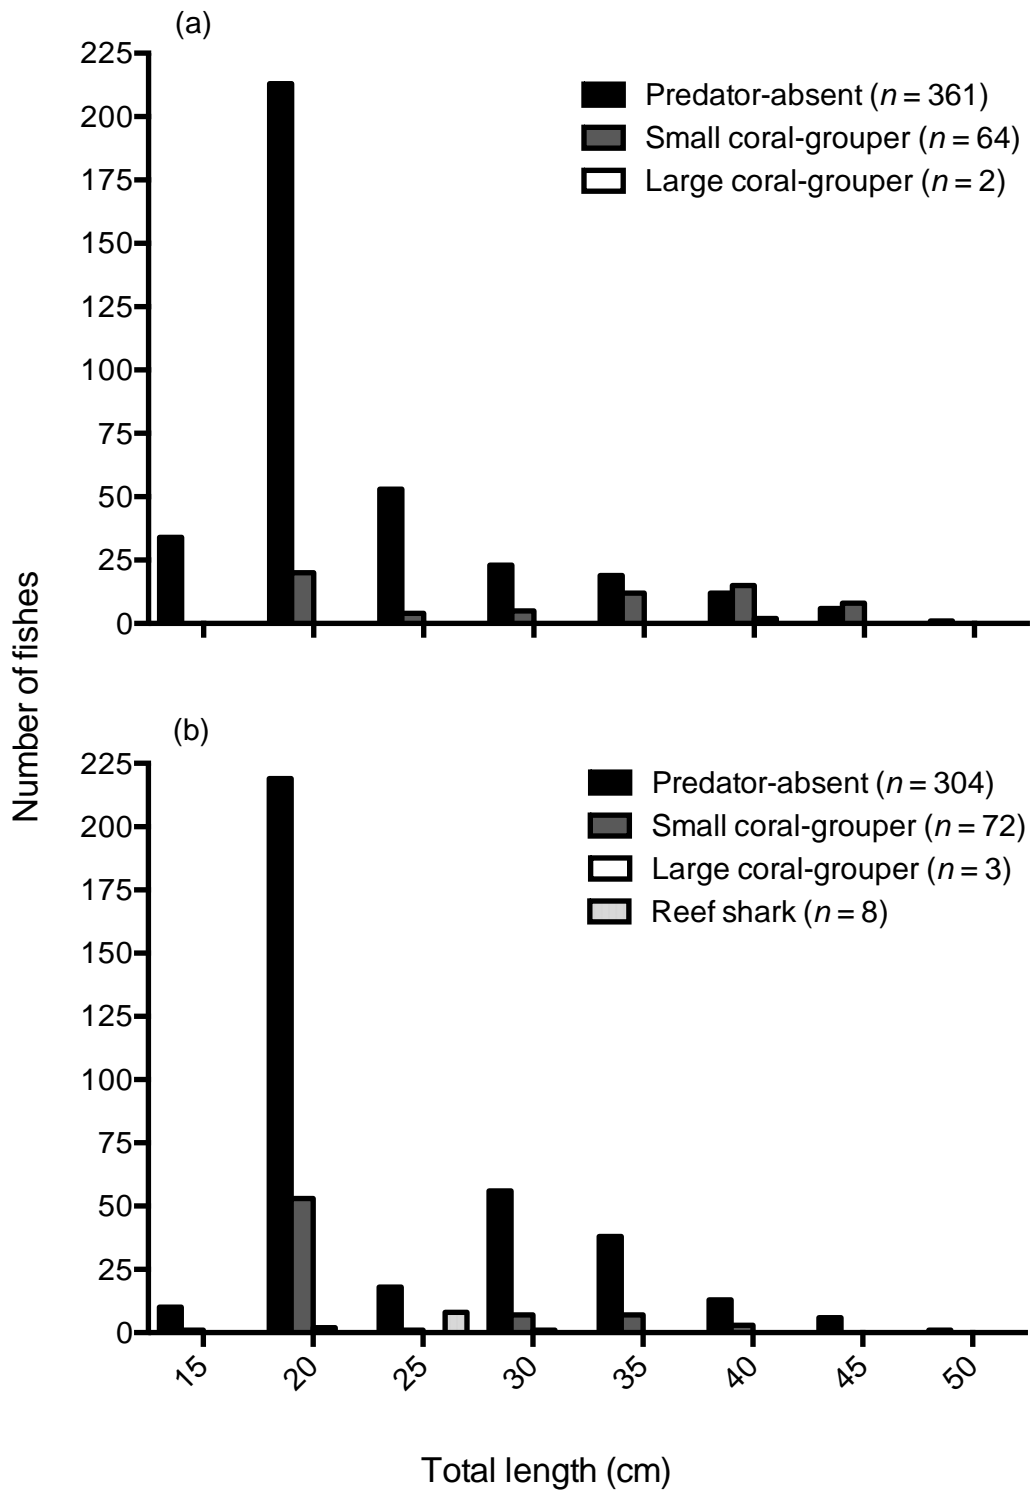 (a)
225
200
175
150
125
100
75
50
25
0
Predator-absent (n = 361)
Small coral-grouper (n = 64)
Large coral-grouper (n = 2)
Number of fishes
(b)
225
200
175
150
125
100
75
50
25
0
Predator-absent (n = 304)
Small coral-grouper (n = 72)
Large coral-grouper (n = 3)
Reef shark (n = 8)
15 20 25 30 35 40 45 50
Total length (cm)